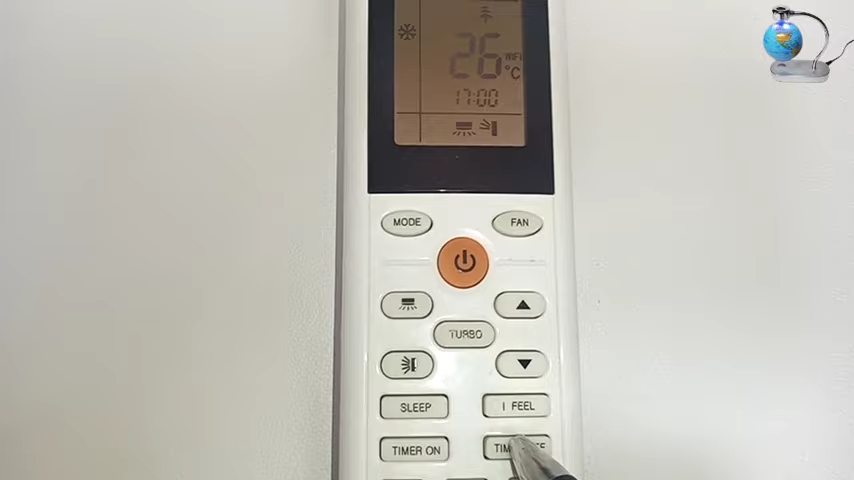 26 WiFi °C
17:00
MODE FAN
TURBO
SLEEP I FEEL
TIMER ON